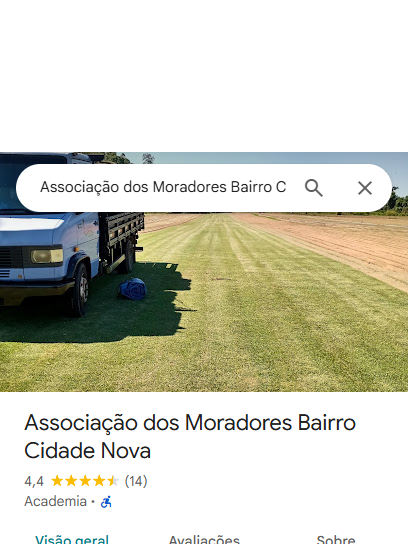 Associação dos Moradores Bairro C
Associação dos Moradores Bairro
Cidade Nova
4,4 (14)
Academia ·
Visão geral Avaliações Sobre